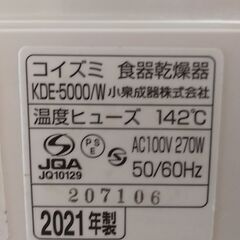 コイズミ 食器乾燥器
KDE-5000/W 小泉成器株式会社
温度ヒューズ 142℃
PSE AC100V 270W
JQA 50/60Hz
JQ10129
207106
2021年製